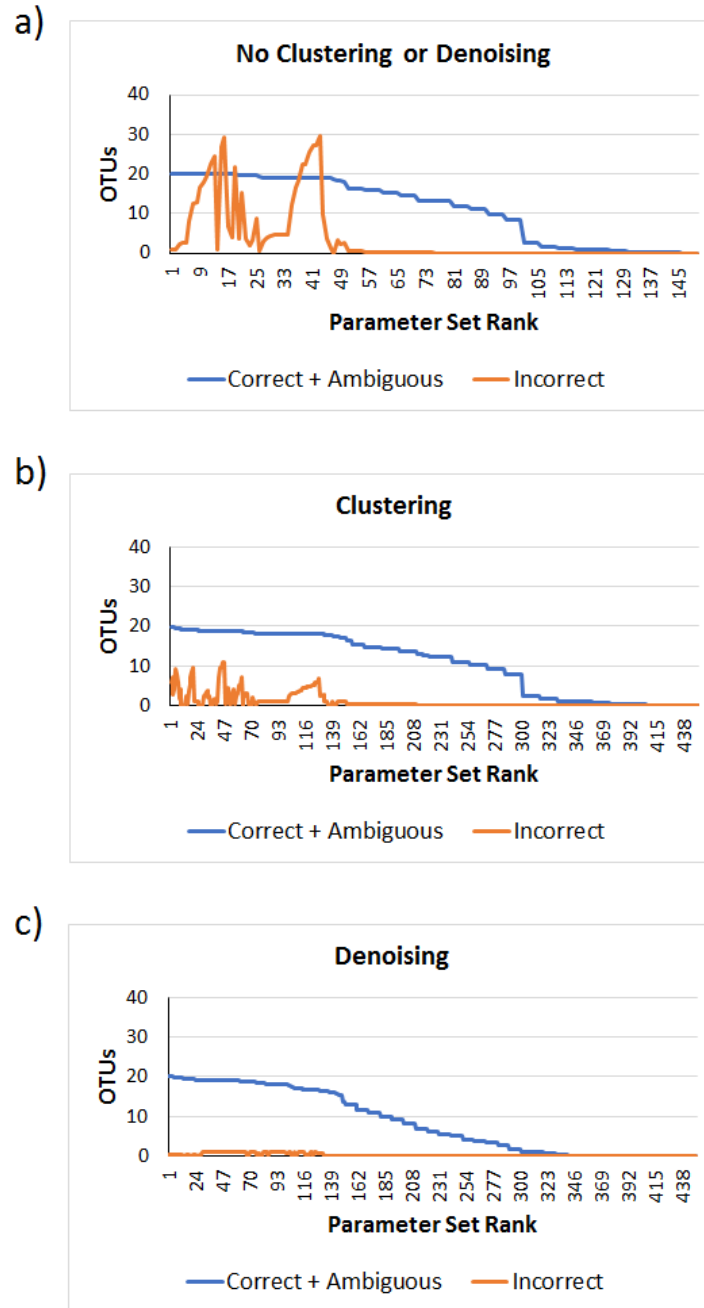 a)
No Clustering or Denoising
40
30
20
10
0
OTUs
1 9 17 25 33 41 49 57 65 73 81 89 97 105 113 121 129 137 145
Parameter Set Rank
Correct + Ambiguous Incorrect
b)
Clustering
40
30
20
10
0
OTUs
1 24 47 70 93 116 139 162 185 208 231 254 277 300 323 346 369 392 415 438
Parameter Set Rank
Correct + Ambiguous Incorrect
c)
Denoising
40
30
20
10
0
OTUs
1 24 47 70 93 116 139 162 185 208 231 254 277 300 323 346 369 392 415 438
Parameter Set Rank
Correct + Ambiguous Incorrect